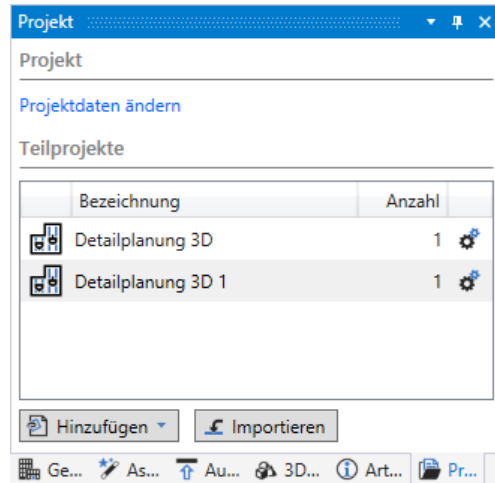 Projekt
Projekt
Projektdaten ändern
Teilprojekte
Bezeichnung Anzahl
Detailplanung 3D 1
Detailplanung 3D 1 1
Hinzufügen Importieren
Ge... As... Au... 3D... Art... Pr...